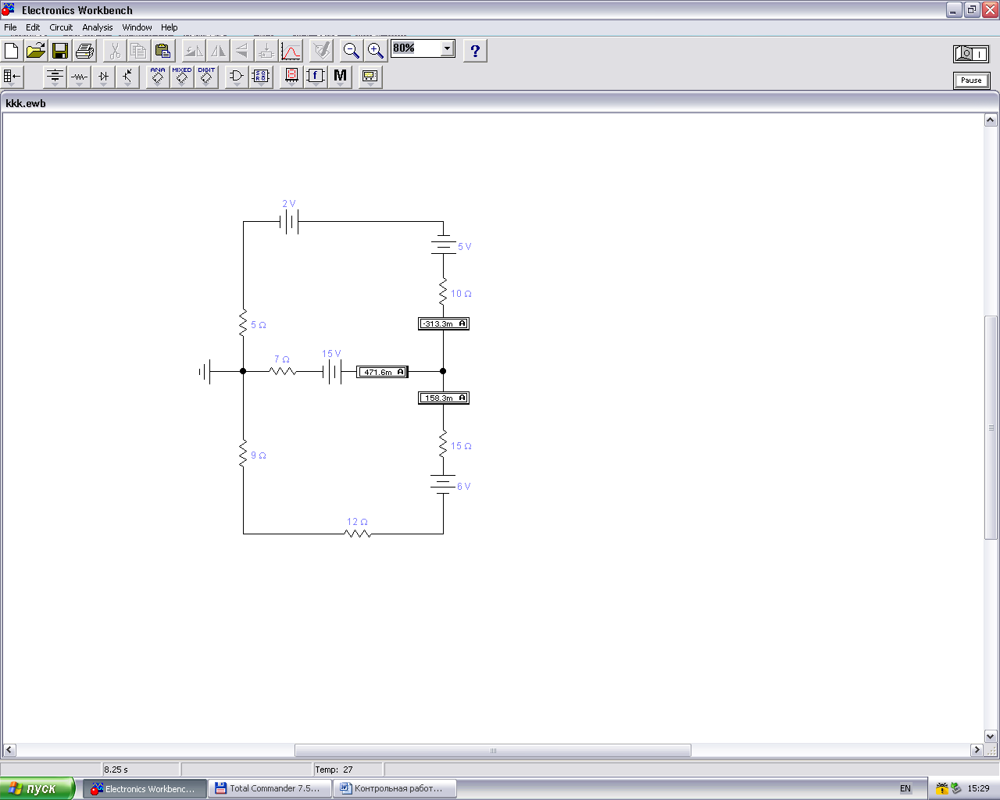 Electronics Workbench
File Edit Circuit Analysis Window Help
80%
?
ANA MIXED DIGIT
f
M
I
Pause
kkk.ewb
2 V
5 V
10 Ω
5 Ω
-313.3m A
7 Ω
15 V
471.6m A
158.3m A
15 Ω
9 Ω
6 V
12 Ω
8.25 s
Temp: 27
пуск
Electronics Workbenc...
Total Commander 7.5...
Контрольная работ...
EN
15:29